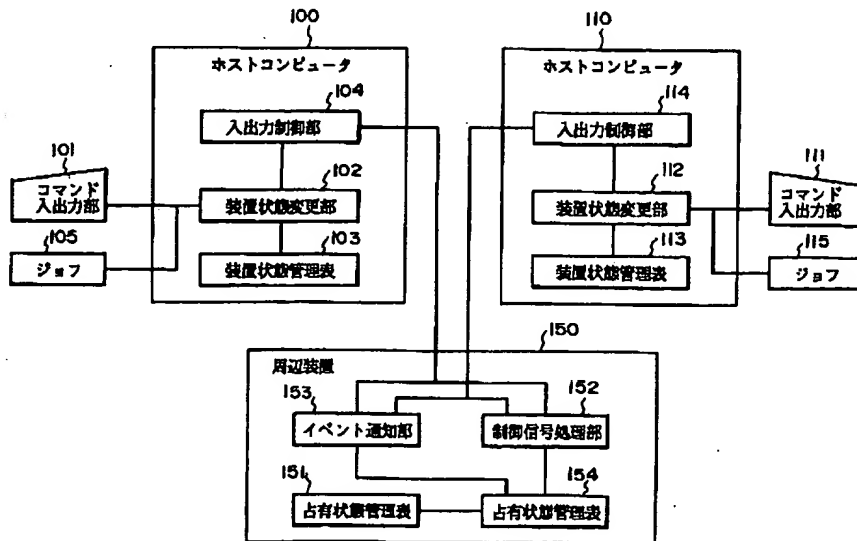 100
ホストコンピュータ
104
入出力制御部
101
コマンド
入出力部
102
装置状態変更部
105
ジョフ
103
装置状態管理表
110
ホストコンピュータ
114
入出力制御部
112
装置状態変更部
111
コマンド
入出力部
113
装置状態管理表
115
ジョフ
150
周辺装置
153
イベント通知部
152
制御信号処理部
151
占有状態管理表
154
占有状態管理表